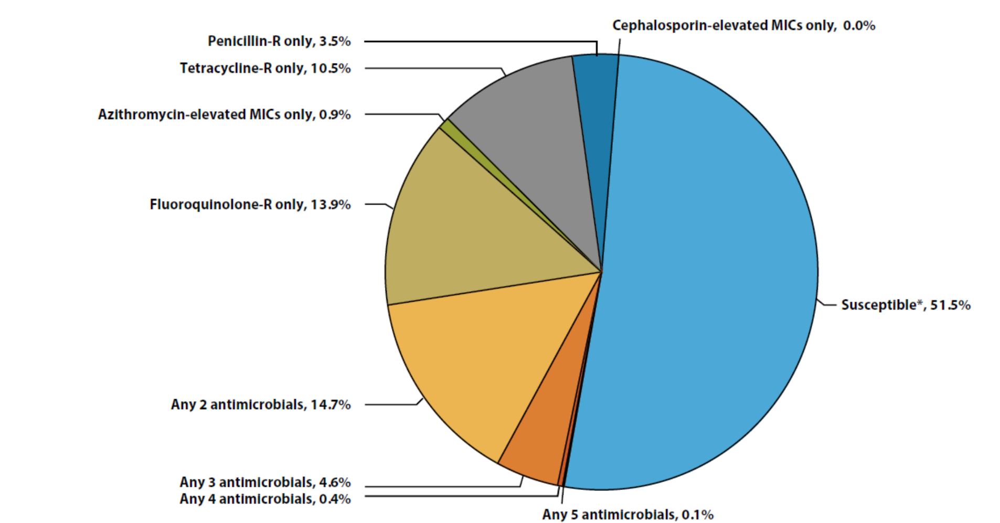 Cephalosporin-elevated MICs only, 0.0%
Penicillin-R only, 3.5%
Tetracycline-R only, 10.5%
Azithromycin-elevated MICs only, 0.9%
Fluoroquinolone-R only, 13.9%
Susceptible*, 51.5%
Any 2 antimicrobials, 14.7%
Any 3 antimicrobials, 4.6%
Any 4 antimicrobials, 0.4%
Any 5 antimicrobials, 0.1%